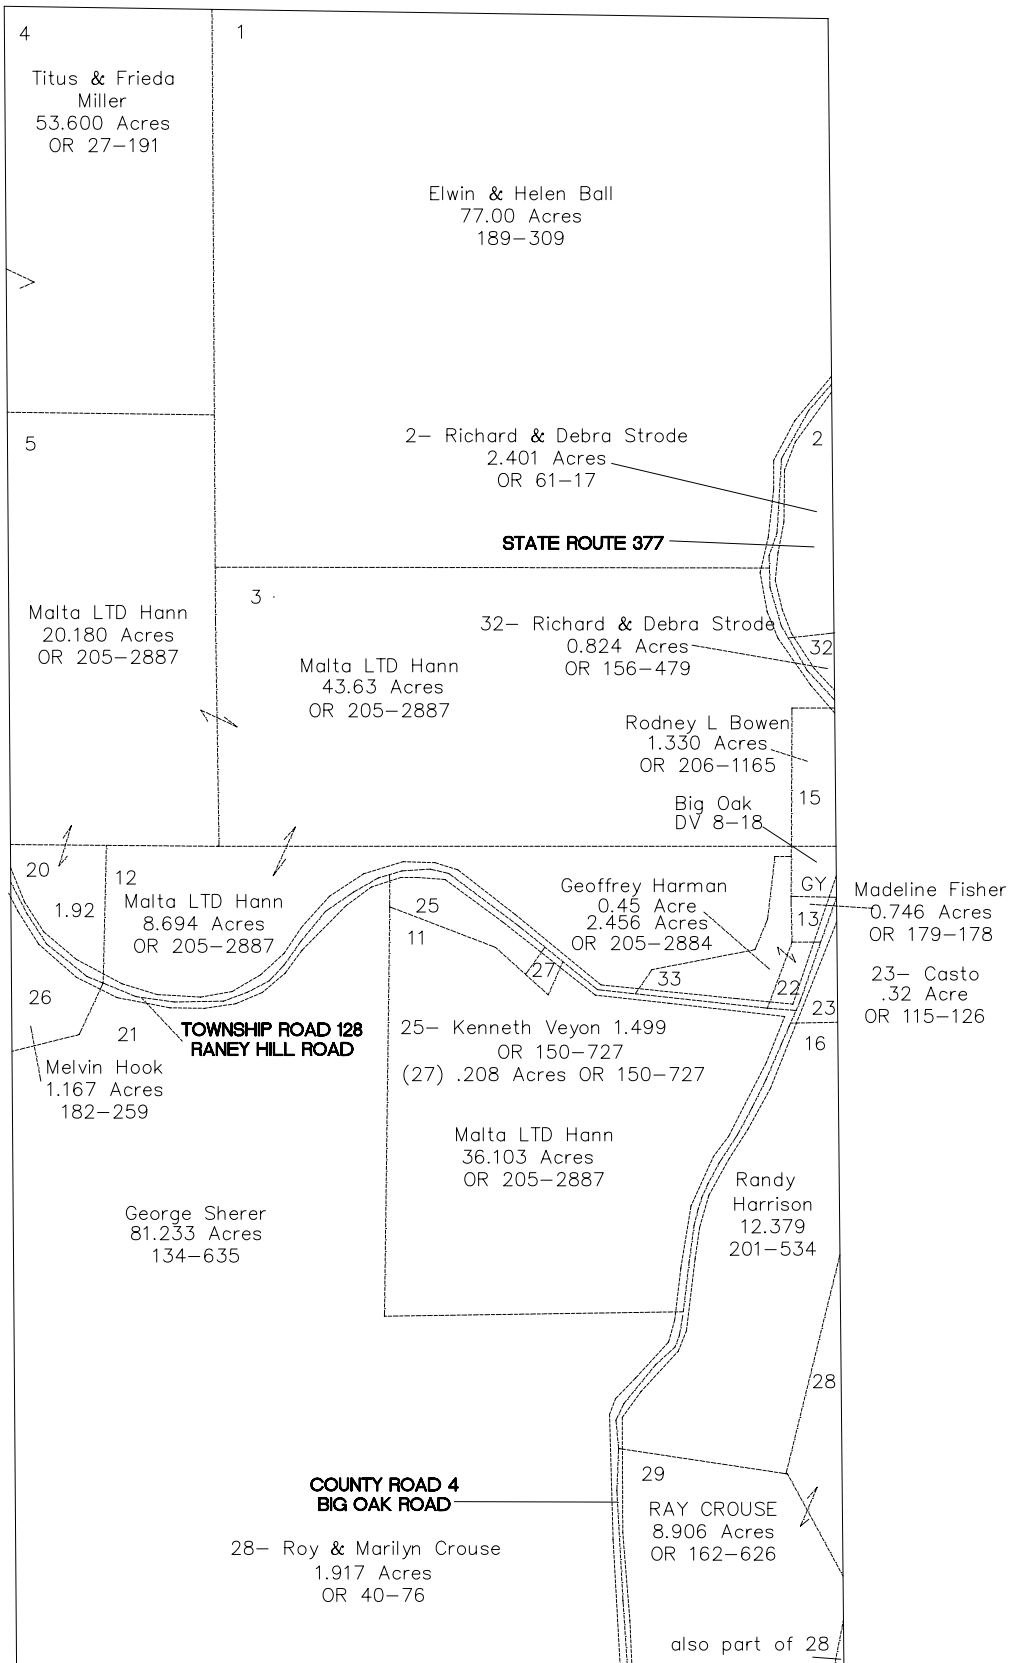 4
1
Titus & Frieda
Miller
53.600 Acres
OR 27-191
Elwin & Helen Ball
77.00 Acres
189-309
5
2- Richard & Debra Strode
2.401 Acres
OR 61-17
2
STATE ROUTE 377
3
Malta LTD Hann
20.180 Acres
OR 205-2887
32- Richard & Debra Strode
0.824 Acres
OR 156-479
32
Malta LTD Hann
43.63 Acres
OR 205-2887
Rodney L Bowen
1.330 Acres
OR 206-1165
15
Big Oak
DV 8-18
20
1.92
12
Malta LTD Hann
8.694 Acres
OR 205-2887
25
11
Geoffrey Harman
0.45 Acre
2.456 Acres
OR 205-2884
GY
13
Madeline Fisher
0.746 Acres
OR 179-178
27
33
22
23
23- Casto
.32 Acre
OR 115-126
26
21
TOWNSHIP ROAD 128
RANEY HILL ROAD
16
25- Kenneth Veyon 1.499
OR 150-727
(27) .208 Acres OR 150-727
Melvin Hook
1.167 Acres
182-259
Malta LTD Hann
36.103 Acres
OR 205-2887
Randy
Harrison
12.379
201-534
George Sherer
81.233 Acres
134-635
28
29
COUNTY ROAD 4
BIG OAK ROAD
RAY CROUSE
8.906 Acres
OR 162-626
28- Roy & Marilyn Crouse
1.917 Acres
OR 40-76
also part of 28